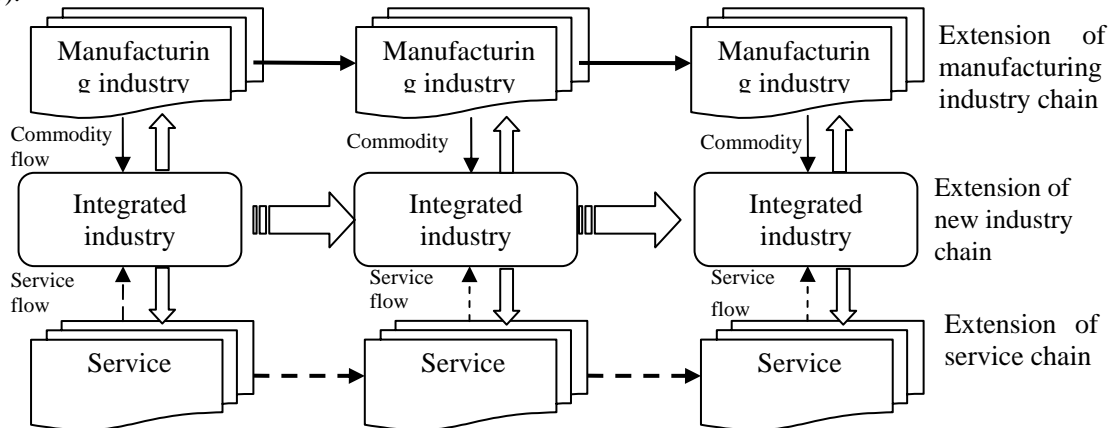 ).
Manufacturin
g industry
Manufacturin
g industry
Manufacturin
g industry
Extension of
manufacturing
industry chain
Commodity
flow
Commodity
Commodity
Integrated
industry
Integrated
industry
Integrated
industry
Extension of
new industry
chain
Service
flow
Service
flow
Service
flow
Service
Service
Service
Extension of
service chain